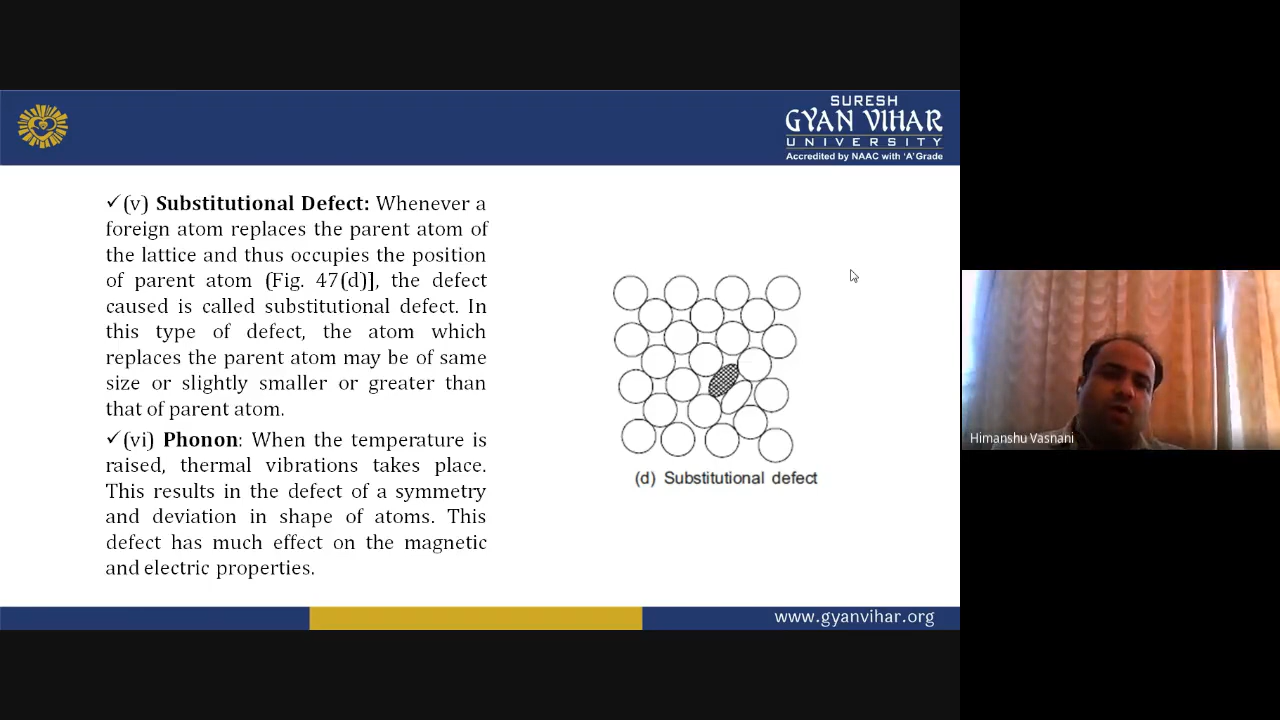 SURESH
GYAN VIHAR
UNIVERSITY
Accredited by NAAC with 'A' Grade
✓(v) Substitutional Defect: Whenever a
foreign atom replaces the parent atom of
the lattice and thus occupies the position
of parent atom (Fig. 47(d)], the defect
caused is called substitutional defect. In
this type of defect, the atom which
replaces the parent atom may be of same
size or slightly smaller or greater than
that of parent atom.
✓(vi) Phonon: When the temperature is
raised, thermal vibrations takes place.
This results in the defect of a symmetry
and deviation in shape of atoms. This
defect has much effect on the magnetic
and electric properties.
(d) Substitutional defect
www.gyanvihar.org
Himanshu Vasnani